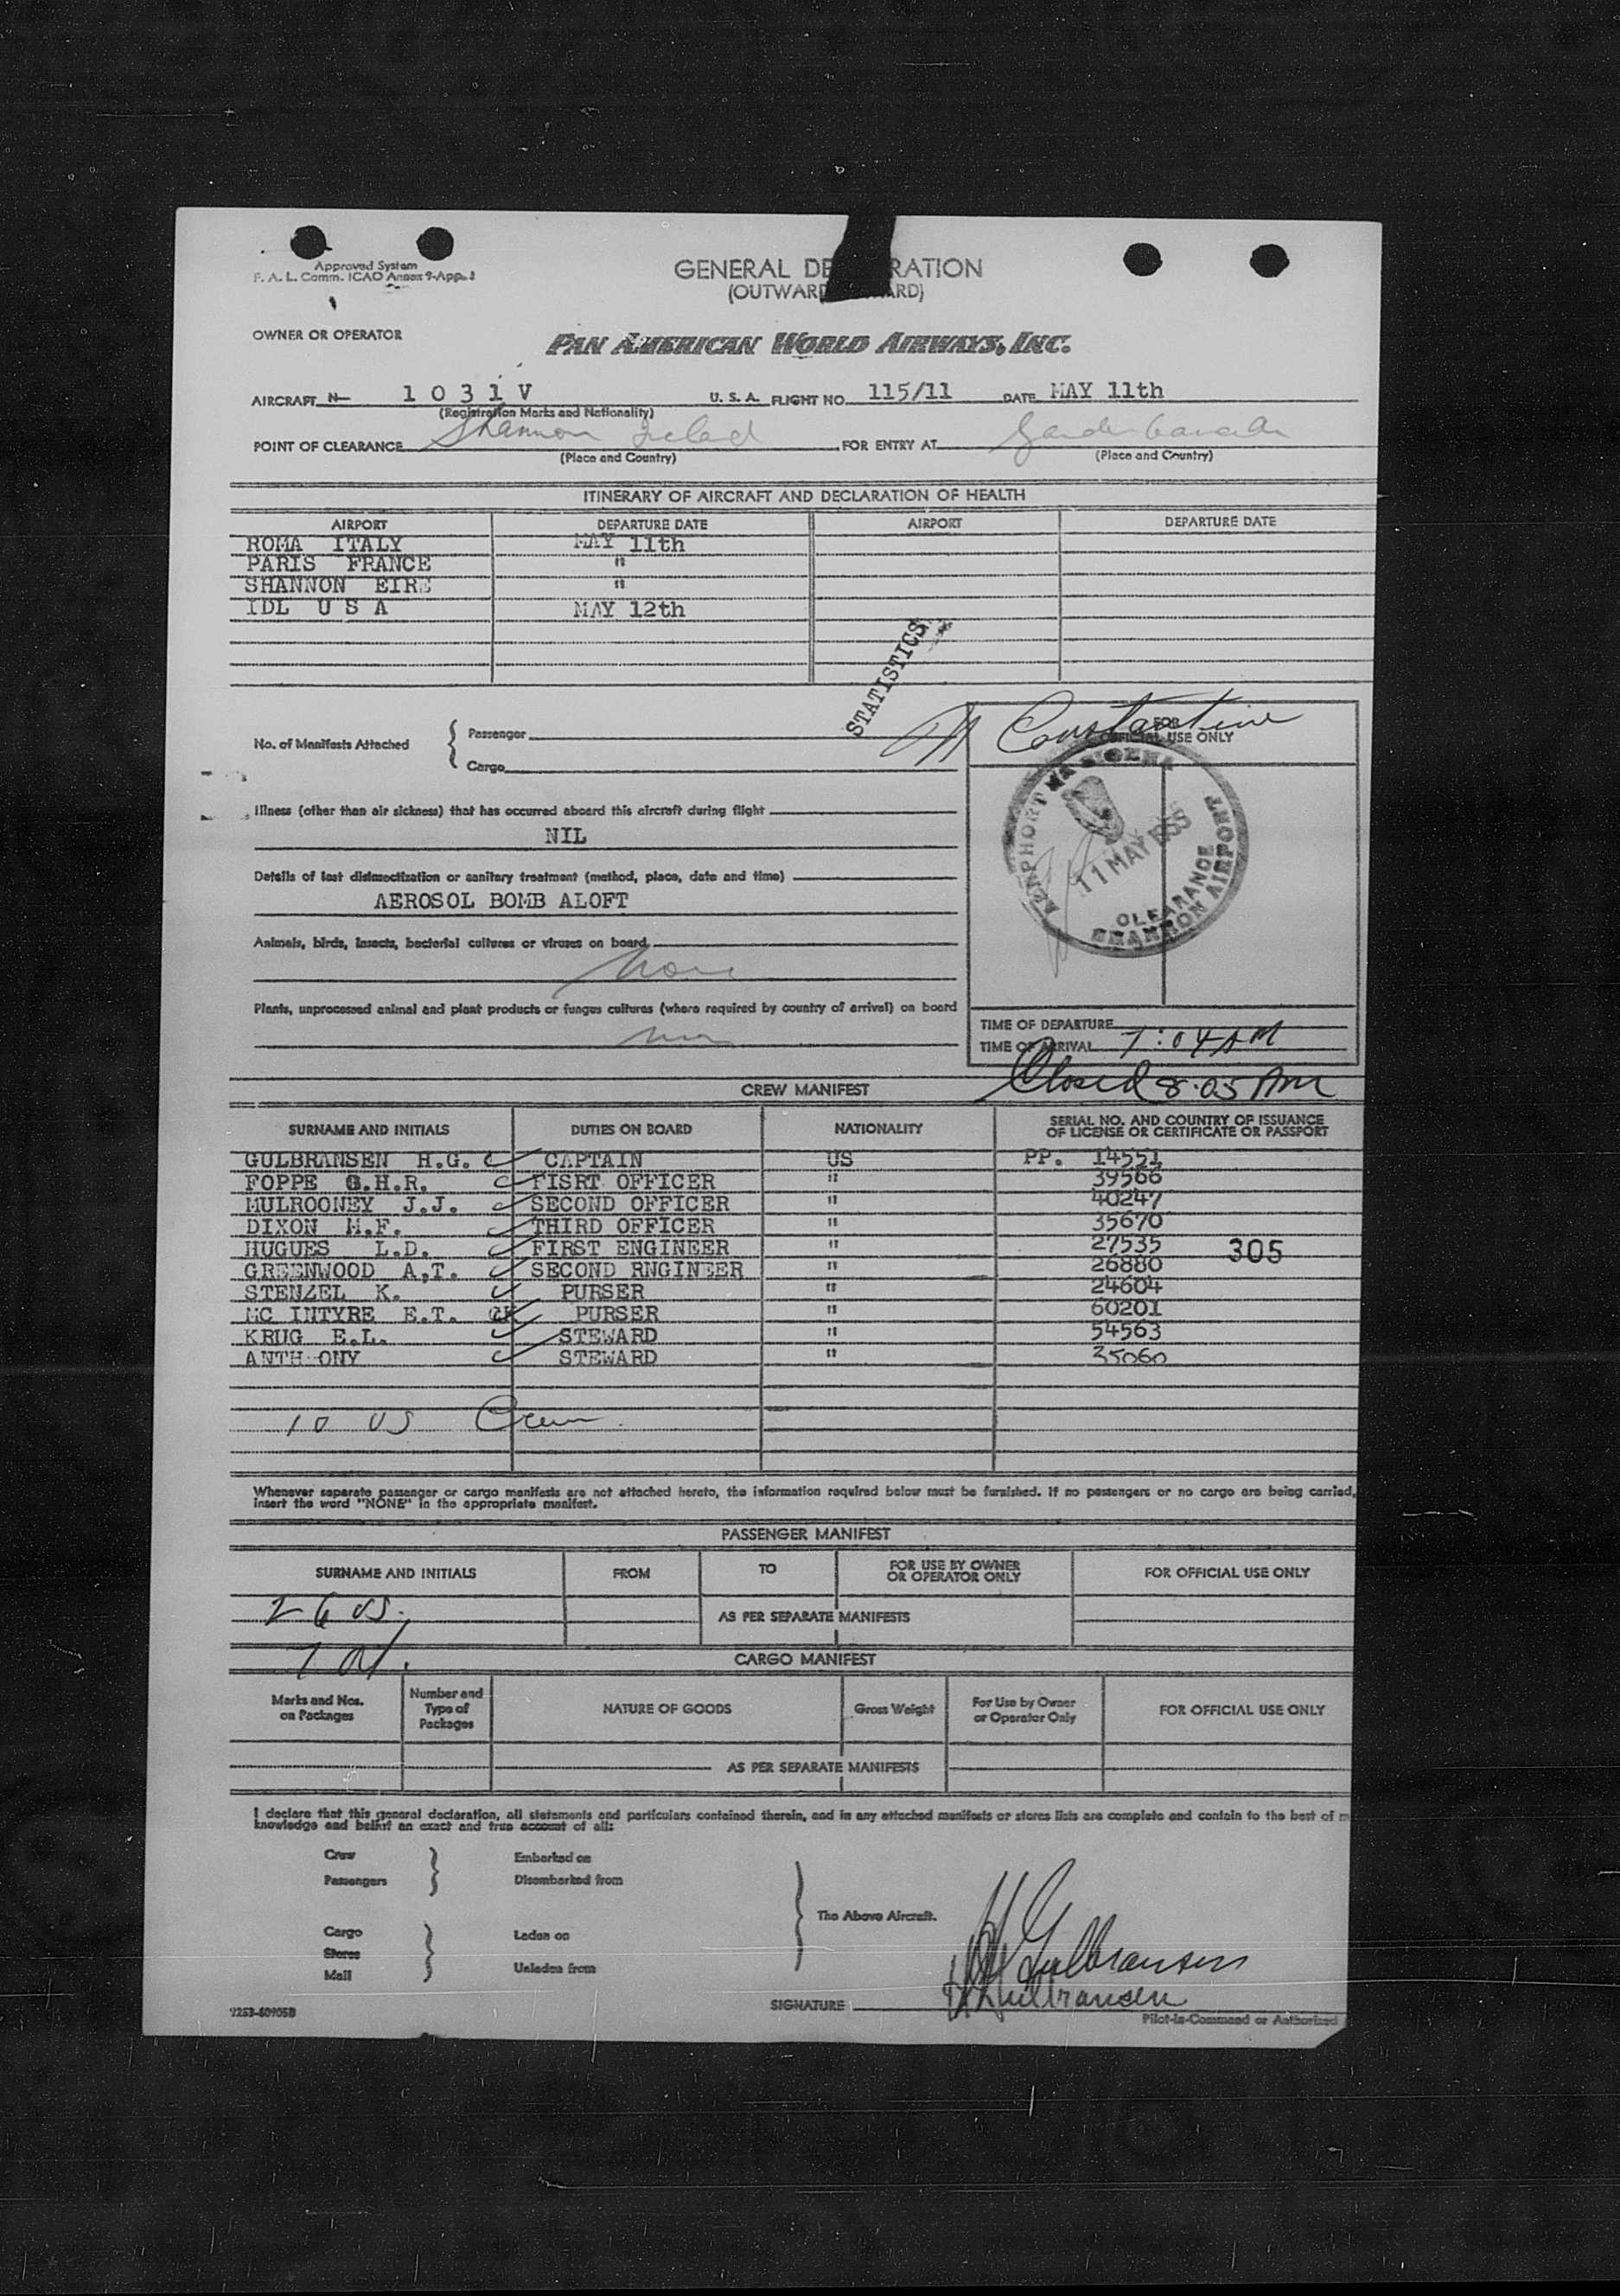 Approved System
F. A. L. Comm. ICAO Annex 9-App. 2
GENERAL DE RATION
(OUTWARD ARD)
OWNER OR OPERATOR
PAN AMERICAN WORLD AIRWAYS, INC.
AIRCRAFT N- 1 0 3 1 V U. S. A. FLIGHT NO. 115/11 DATE MAY 11th
(Registration Marks and Nationality)
POINT OF CLEARANCE Shannon Ireland FOR ENTRY AT Gander Canada
(Place and Country) (Place and Country)
ITINERARY OF AIRCRAFT AND DECLARATION OF HEALTH
AIRPORT DEPARTURE DATE AIRPORT DEPARTURE DATE
ROMA ITALY MAY 11th
PARIS FRANCE "
SHANNON EIRE "
IDL U S A MAY 12th
STATISTICS
Constantine
No. of Manifests Attached { Passenger
Cargo
FOR
OFFICIAL USE ONLY
Illness (other than air sickness) that has occurred aboard this aircraft during flight
NIL
Details of last disinsectization or sanitary treatment (method, place, date and time)
AEROSOL BOMB ALOFT
11 MAY 1955
CLEARANCE
SHANNON AIRPORT
Animals, birds, insects, bacterial cultures or viruses on board
None
Plants, unprocessed animal and plant products or fungus cultures (where required by country of arrival) on board
TIME OF DEPARTURE
TIME OF ARRIVAL 7:04 AM
Closed 8:05 AM
CREW MANIFEST
SURNAME AND INITIALS DUTIES ON BOARD NATIONALITY SERIAL NO. AND COUNTRY OF ISSUANCE
OF LICENSE OR CERTIFICATE OR PASSPORT
GULBRANSEN H.G. C CAPTAIN US PP. 14551
FOPPE G.H.R. C FISRT OFFICER " 39566
MULROONEY J.J. C SECOND OFFICER " 40247
DIXON M.F. C THIRD OFFICER " 35670
HUGUES L.D. C FIRST ENGINEER " 27535
305
GREENWOOD A,T. C SECOND RNGINEER " 26880
STENZEL K. C PURSER " 24604
MC INTYRE E.T. PURSER " 60201
KRUG E.L. C STEWARD " 54563
ANTH ONY C STEWARD " 35060
10 US Crew
Whenever separate passenger or cargo manifests are not attached hereto, the information required below must be furnished. If no passengers or no cargo are being carried,
insert the word "NONE" in the appropriate manifest.
PASSENGER MANIFEST
SURNAME AND INITIALS FROM TO FOR USE BY OWNER
OR OPERATOR ONLY FOR OFFICIAL USE ONLY
26 US.
AS PER SEPARATE MANIFESTS
CARGO MANIFEST
Marks and Nos.
on Packages Number and
Type of
Packages NATURE OF GOODS Gross Weight For Use by Owner
or Operator Only FOR OFFICIAL USE ONLY
AS PER SEPARATE MANIFESTS
I declare that this general declaration, all statements and particulars contained therein, and in any attached manifests or stores lists are complete and contain to the best of m
knowledge and belief an exact and true account of all:
Crew Embarked on
Passengers Disembarked from
The Above Aircraft.
Cargo Laden on
Stores
Mail Unladen from
H Gulbransen
H Gulbransen
SIGNATURE
Pilot-in-Command or Authorized
2253-60905B